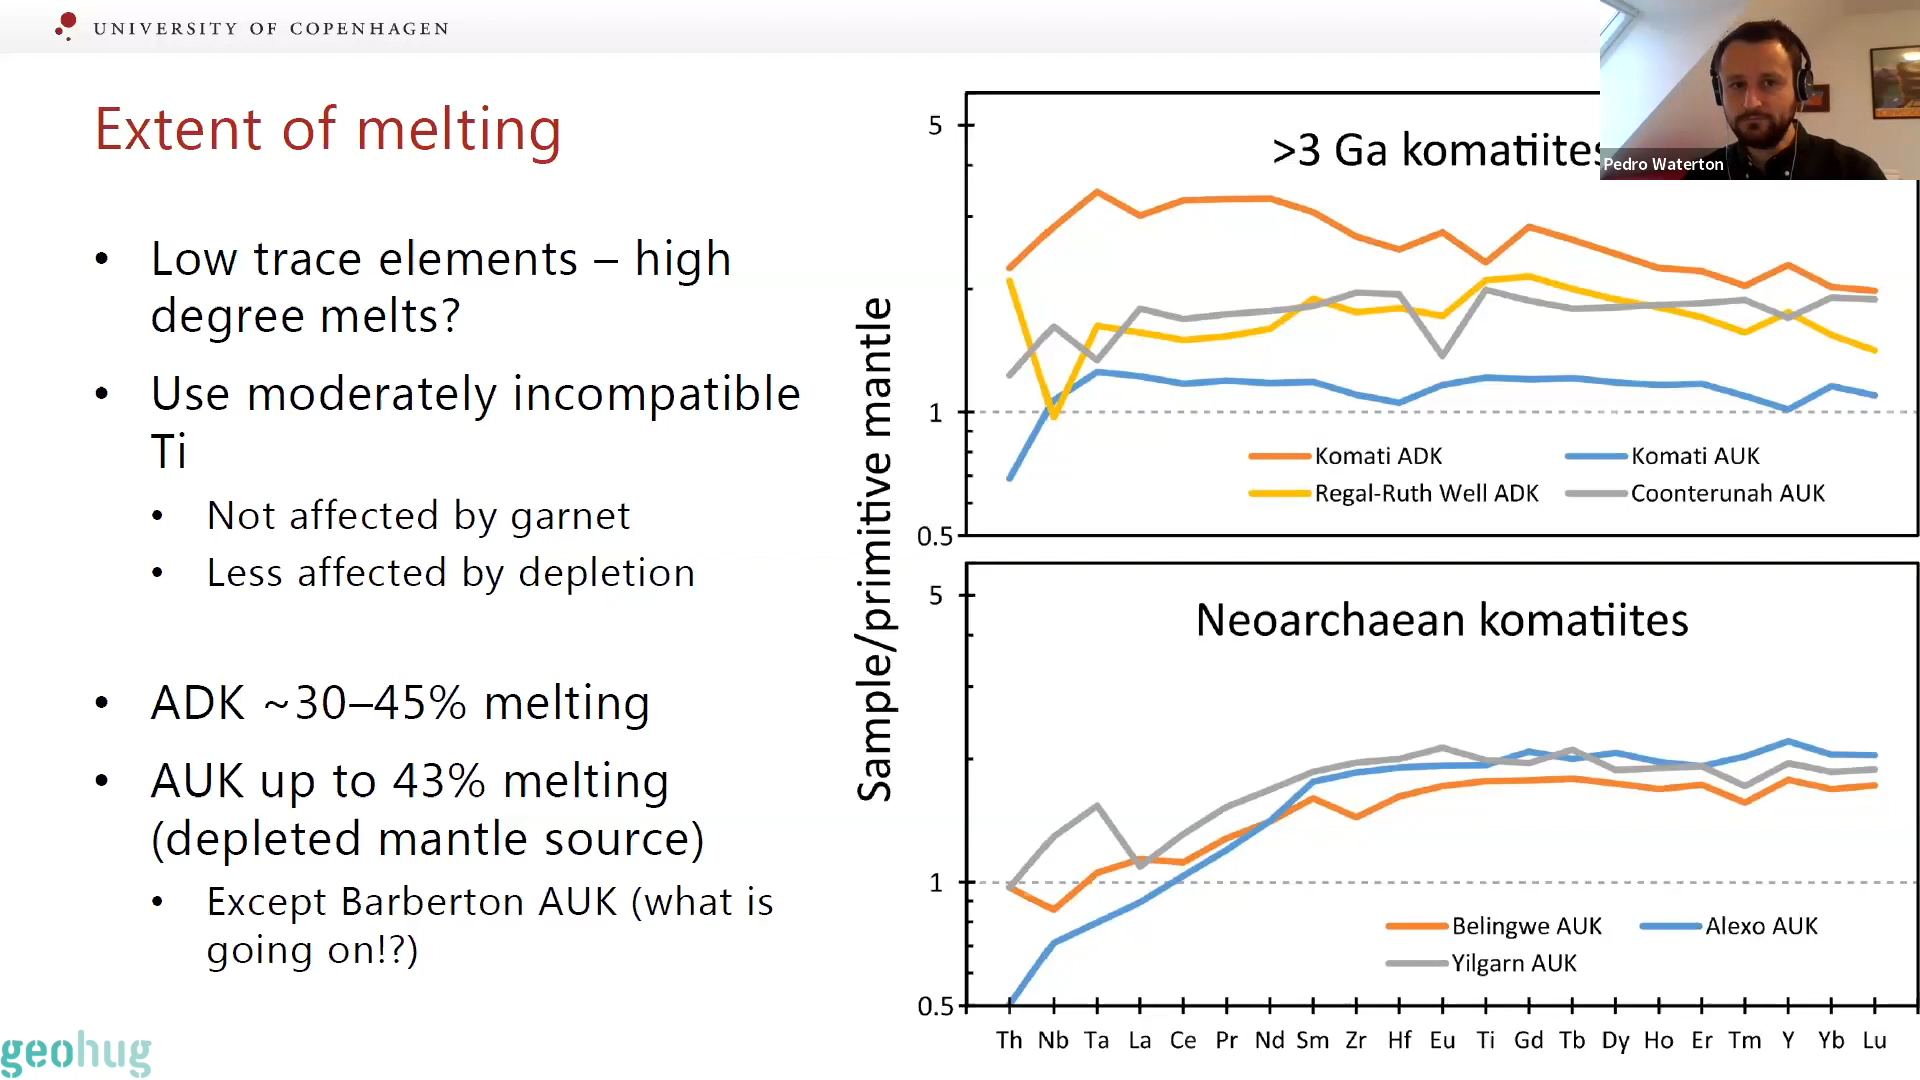 UNIVERSITY OF COPENHAGEN
Extent of melting
• Low trace elements – high
degree melts?
• Use moderately incompatible
Ti
• Not affected by garnet
• Less affected by depletion
• ADK ~30–45% melting
• AUK up to 43% melting
(depleted mantle source)
• Except Barberton AUK (what is
going on!?)
geohug
Sample/primitive mantle
5
1
0.5
>3 Ga komatiites
Komati ADK
Komati AUK
Regal-Ruth Well ADK
Coonterunah AUK
5
1
0.5
Neoarchaean komatiites
Belingwe AUK
Alexo AUK
Yilgarn AUK
Th Nb Ta La Ce Pr Nd Sm Zr Hf Eu Ti Gd Tb Dy Ho Er Tm Y Yb Lu
Pedro Waterton